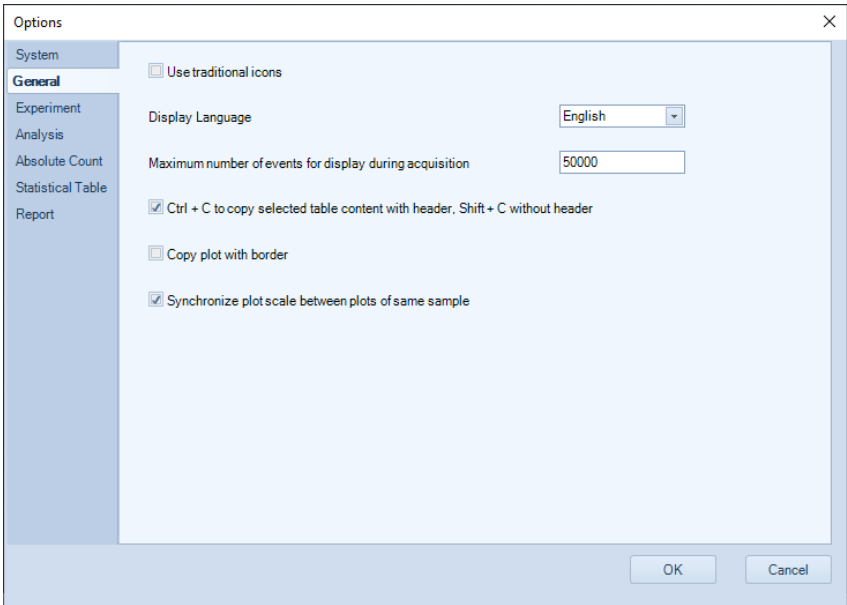 Options
System
General
Experiment
Analysis
Absolute Count
Statistical Table
Report
Use traditional icons
Display Language
English
Maximum number of events for display during acquisition
50000
Ctrl + C to copy selected table content with header, Shift + C without header
Copy plot with border
Synchronize plot scale between plots of same sample
OK
Cancel